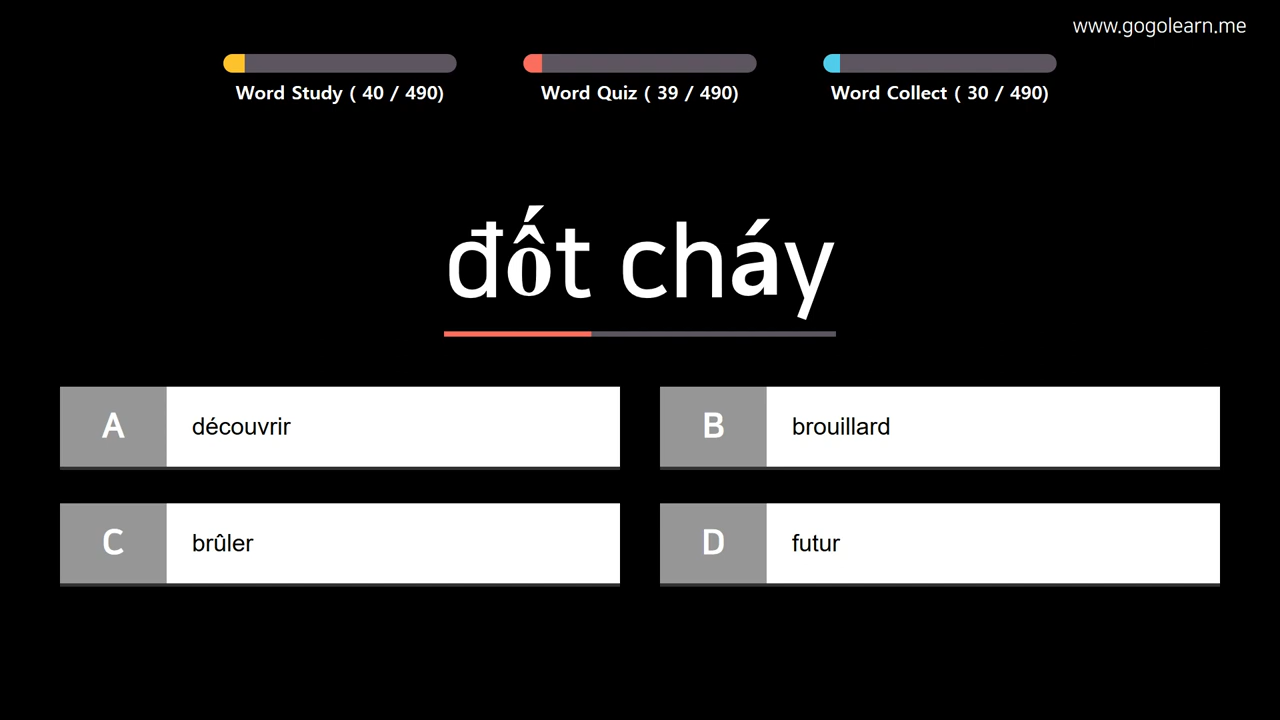 www.gogolearn.me
Word Study ( 40 / 490)
Word Quiz ( 39 / 490)
Word Collect ( 30 / 490)
đốt cháy
A découvrir
B brouillard
C brûler
D futur